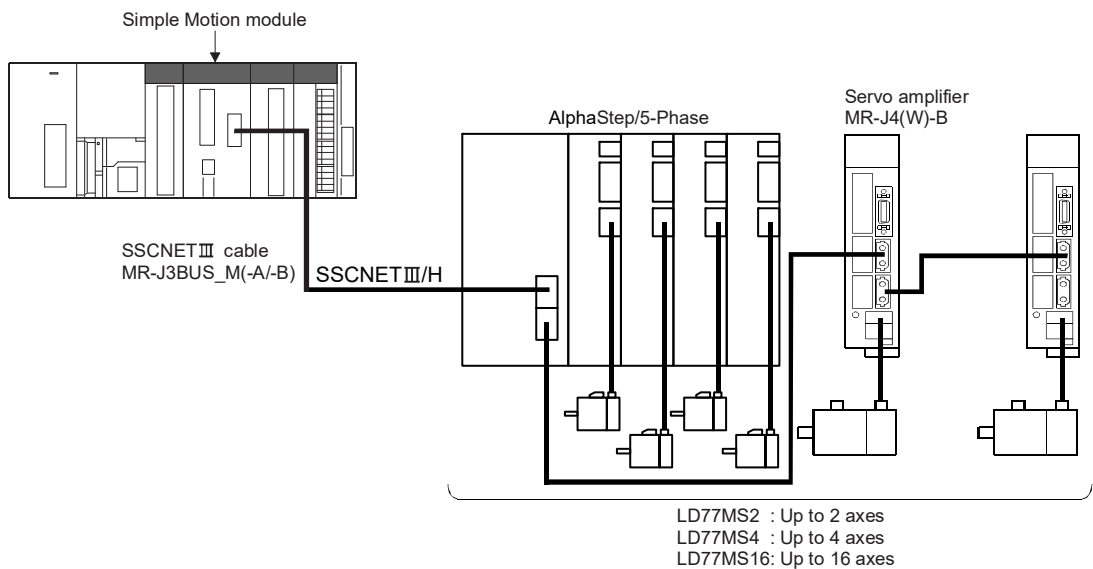 Simple Motion module
AlphaStep/5-Phase
Servo amplifier
MR-J4(W)-B
SSCNETⅢ cable
MR-J3BUS_M(-A/-B)
SSCNETⅢ/H
LD77MS2 : Up to 2 axes
LD77MS4 : Up to 4 axes
LD77MS16: Up to 16 axes